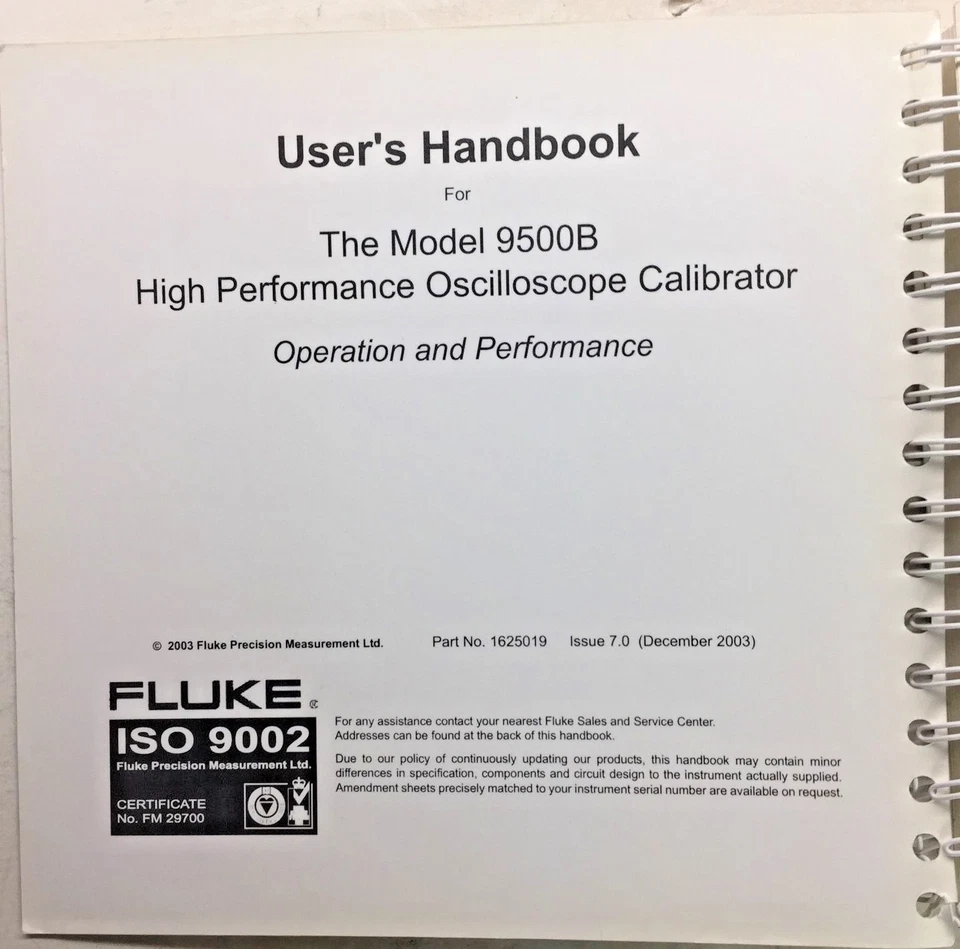 User's Handbook
For
The Model 9500B
High Performance Oscilloscope Calibrator
Operation and Performance
© 2003 Fluke Precision Measurement Ltd. Part No. 1625019 Issue 7.0 (December 2003)
FLUKE®
ISO 9002
Fluke Precision Measurement Ltd.
CERTIFICATE
No. FM 29700
For any assistance contact your nearest Fluke Sales and Service Center.
Addresses can be found at the back of this handbook.
Due to our policy of continuously updating our products, this handbook may contain minor
differences in specification, components and circuit design to the instrument actually supplied.
Amendment sheets precisely matched to your instrument serial number are available on request.